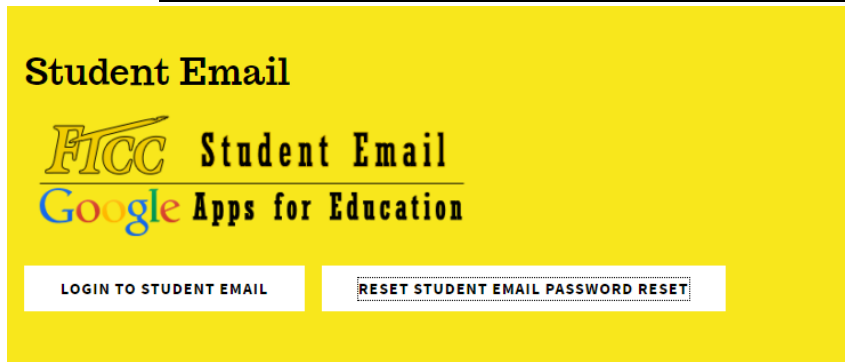 Student Email
FTCC Student Email
Google Apps for Education
LOGIN TO STUDENT EMAIL
RESET STUDENT EMAIL PASSWORD RESET